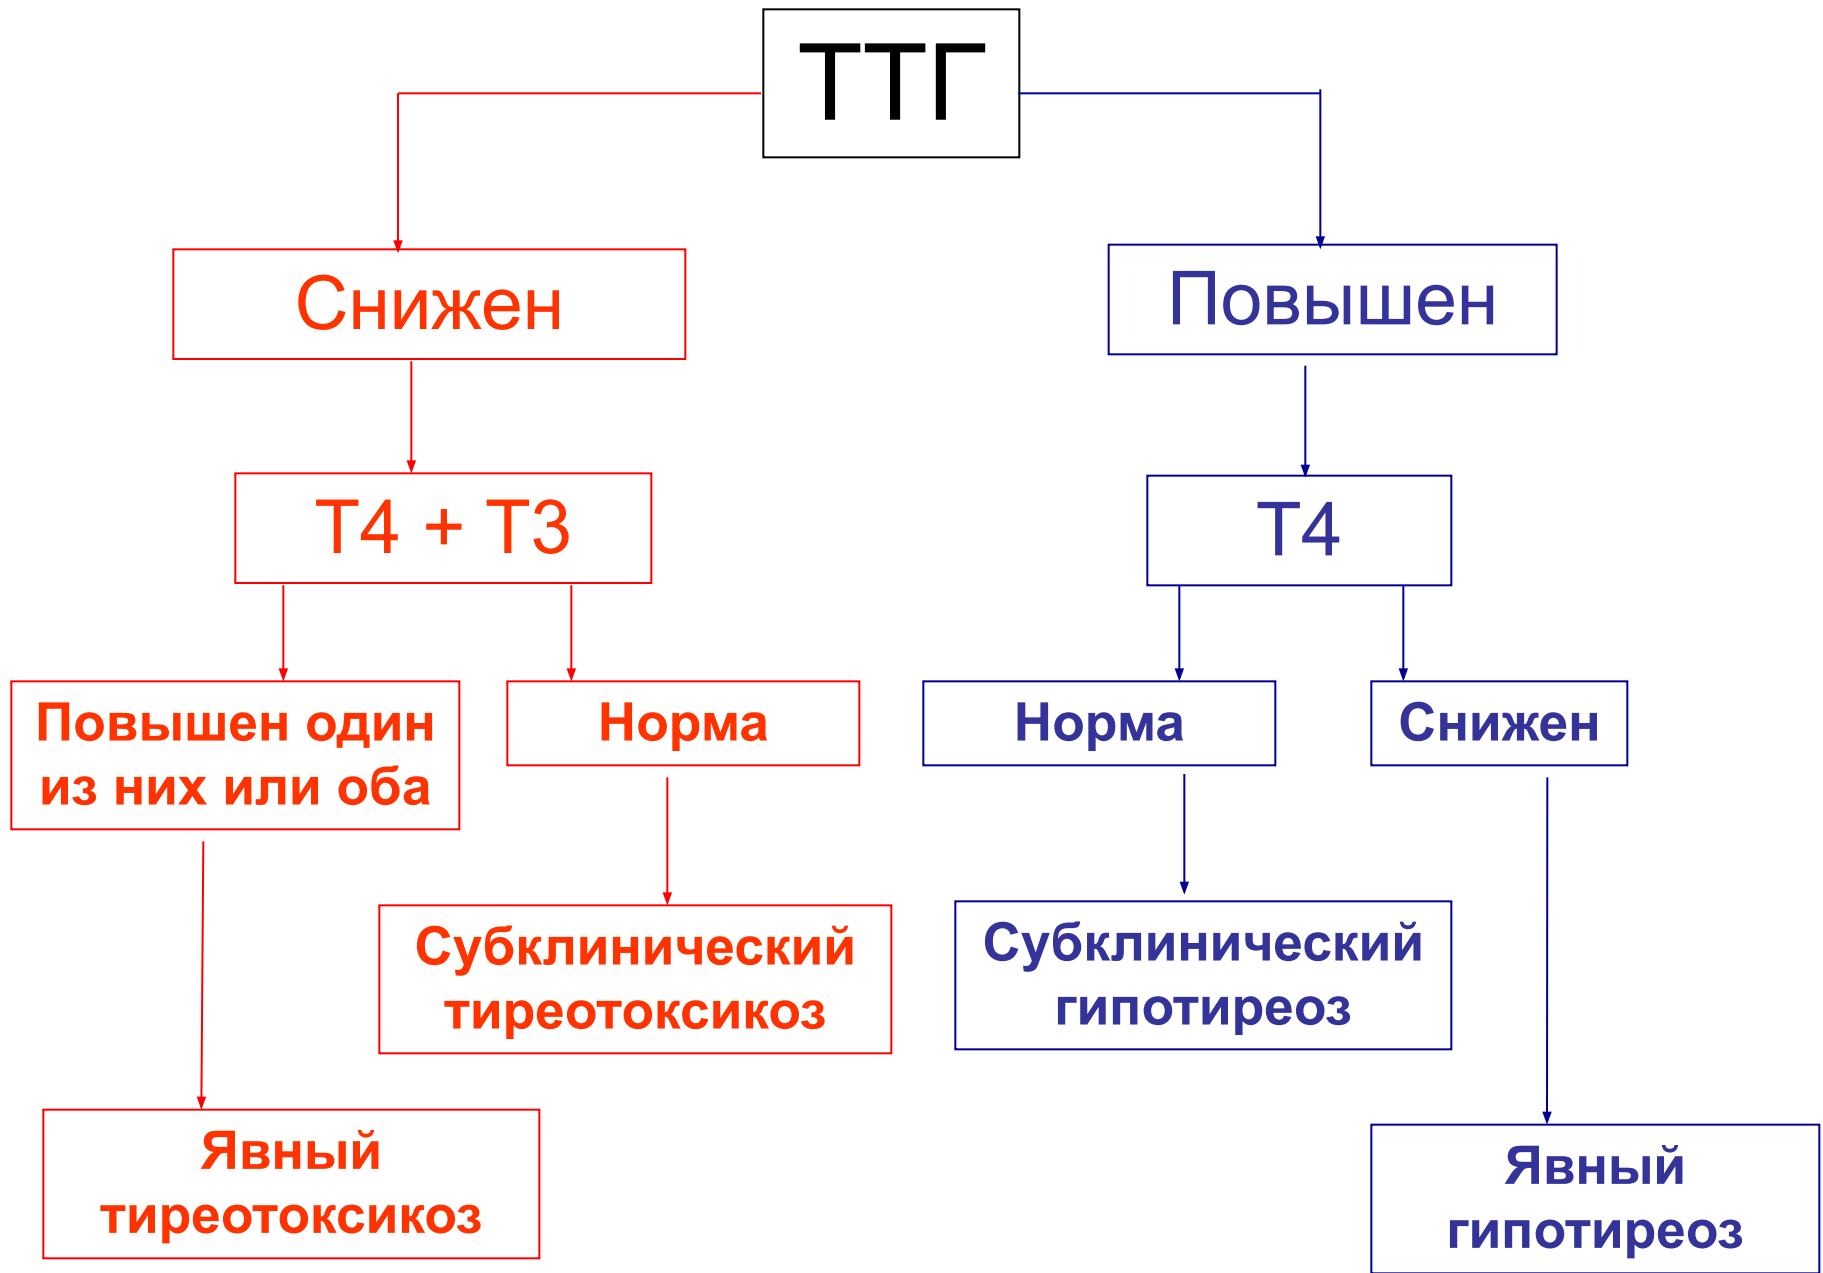 ТТГ
Снижен
Повышен
Т4 + Т3
Т4
Повышен один
из них или оба
Норма
Норма
Снижен
Субклинический
тиреотоксикоз
Субклинический
гипотиреоз
Явный
тиреотоксикоз
Явный
гипотиреоз